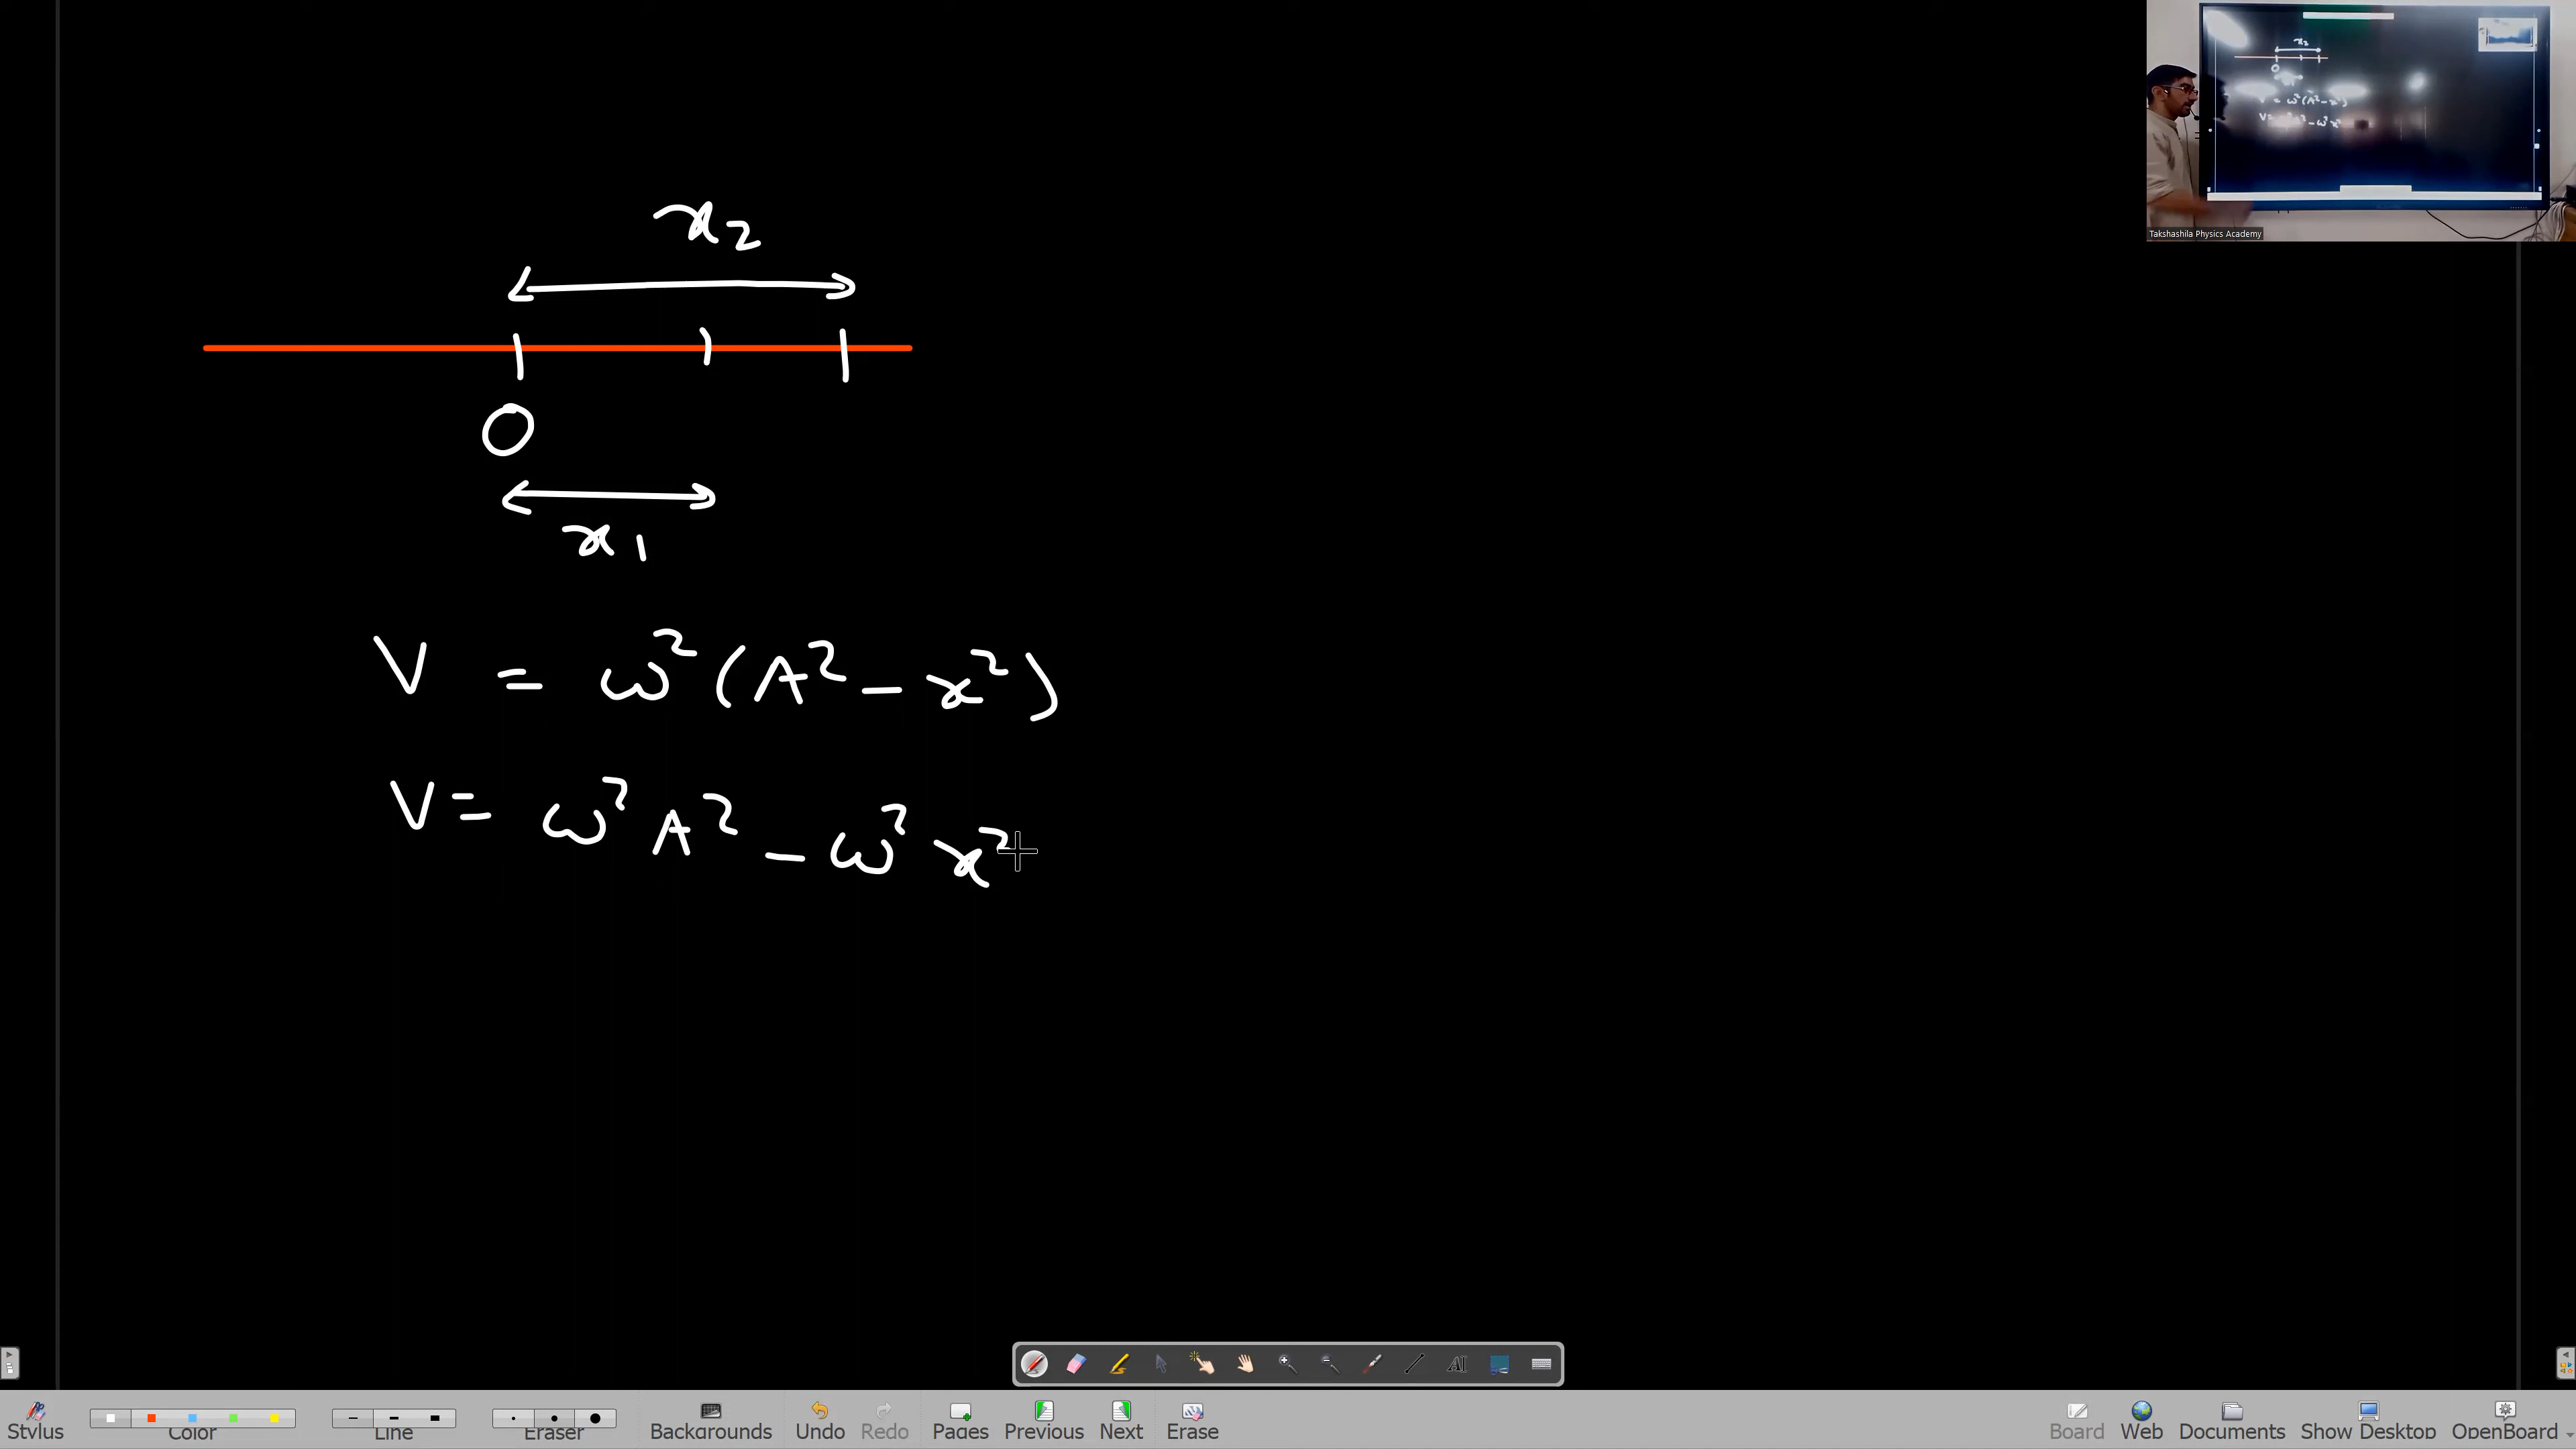 x₂
O
x₁
V = ω²(A² − x²)
V = ω²A² − ω²x²
Takshashila Physics Academy
Stylus Color Line Eraser Backgrounds Undo Redo Pages Previous Next Erase Board Web Documents Show Desktop OpenBoard